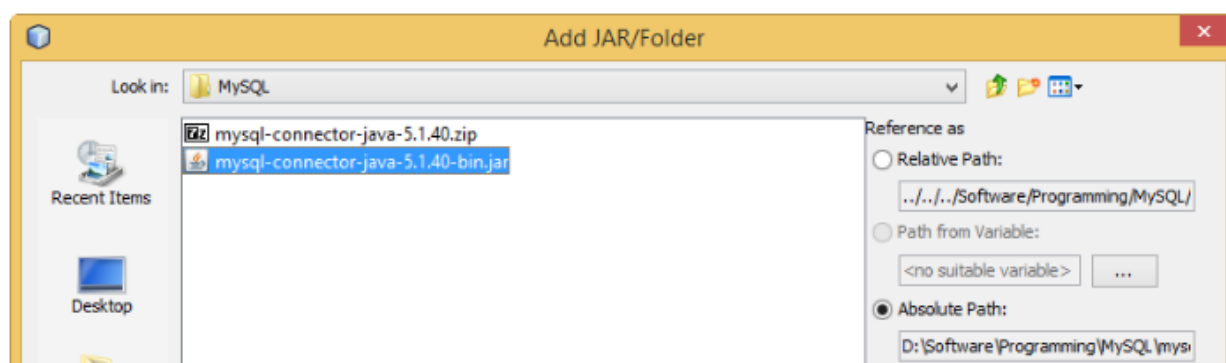 Add JAR/Folder
Look in: MySQL
mysql-connector-java-5.1.40.zip
mysql-connector-java-5.1.40-bin.jar
Recent Items
Desktop
Reference as
Relative Path:
../../../Software/Programming/MySQL/
Path from Variable:
<no suitable variable> ...
Absolute Path:
D:\Software\Programming\MySQL\mys